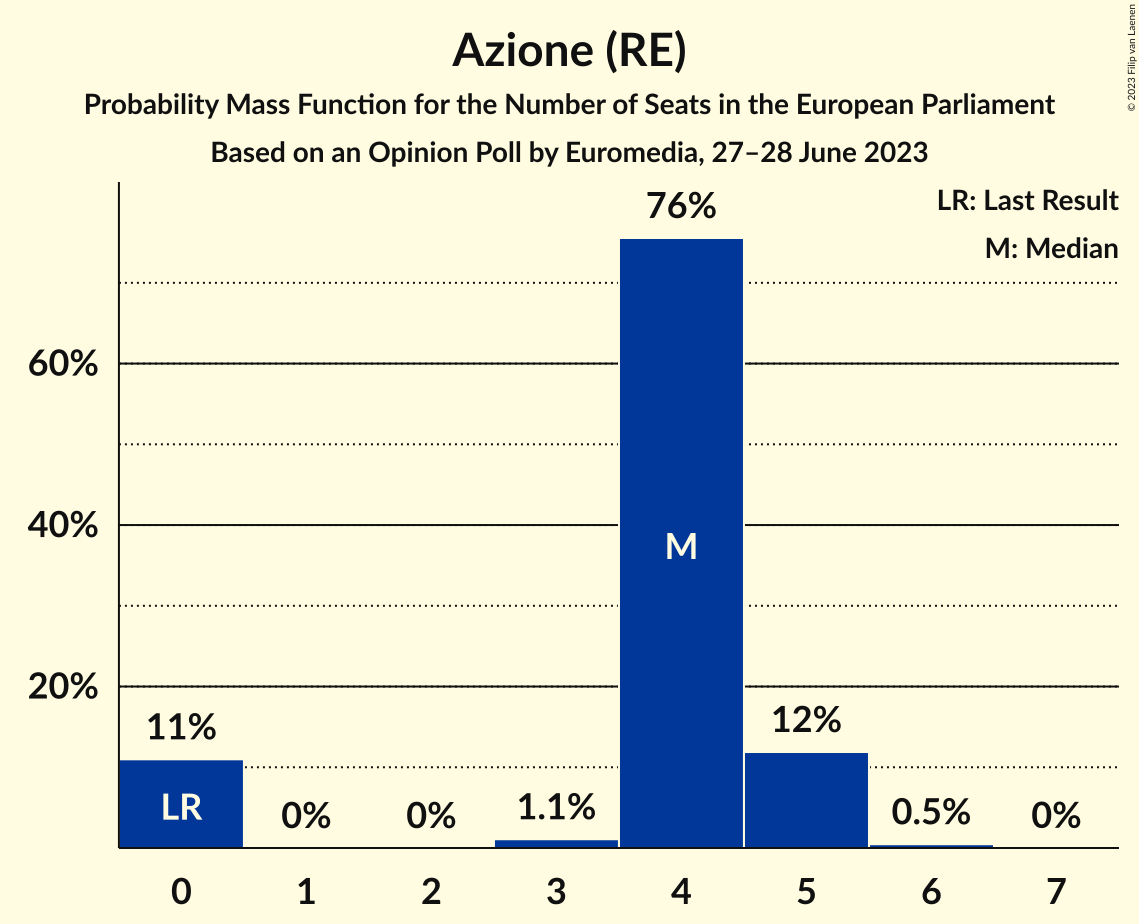 Azione (RE)
Probability Mass Function for the Number of Seats in the European Parliament
Based on an Opinion Poll by Euromedia, 27–28 June 2023
© 2023 Filip van Laenen
LR: Last Result
M: Median
76%
60%
40%
20%
M
11%
LR
0%
0%
1.1%
12%
0.5%
0%
0 1 2 3 4 5 6 7